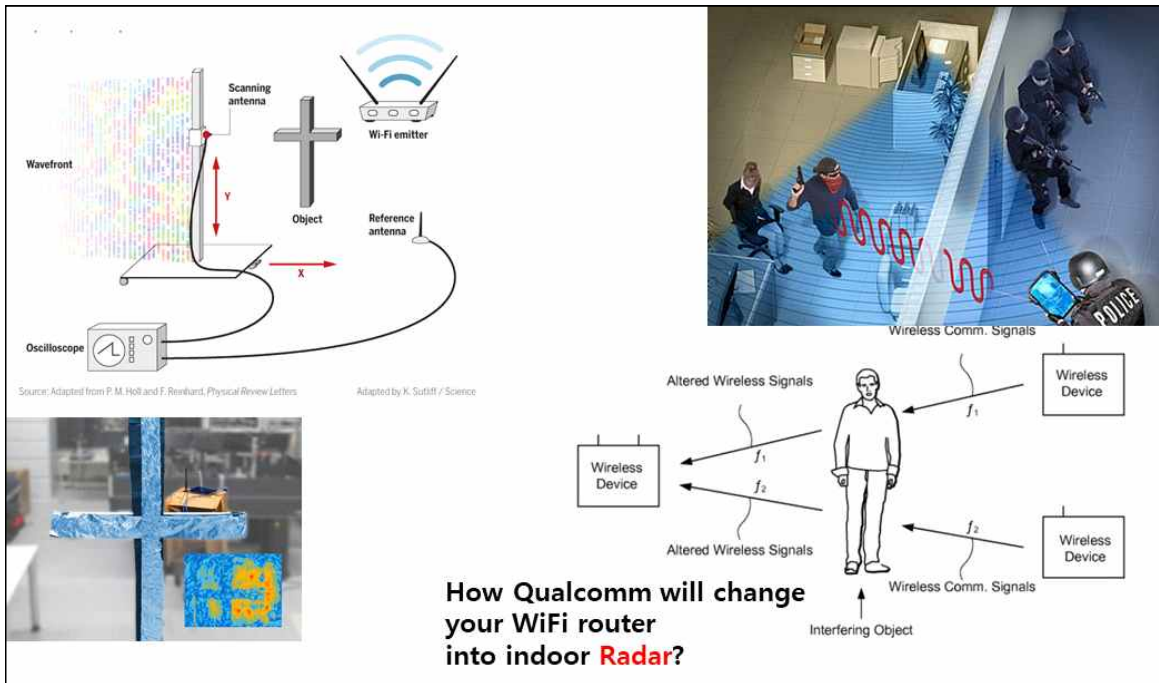 Scanning
antenna
Wavefront
Y
X
Object
Wi-Fi emitter
Reference
antenna
Oscilloscope
Source: Adapted from P. M. Holl and F. Reinhard, Physical Review Letters
Adapted by K. Sutliff / Science
POLICE
Wireless Comm. Signals
Altered Wireless Signals
Wireless
Device
f1
f1
Wireless
Device
f2
f2
Wireless
Device
Altered Wireless Signals
Wireless Comm. Signals
Interfering Object
How Qualcomm will change
your WiFi router
into indoor Radar?